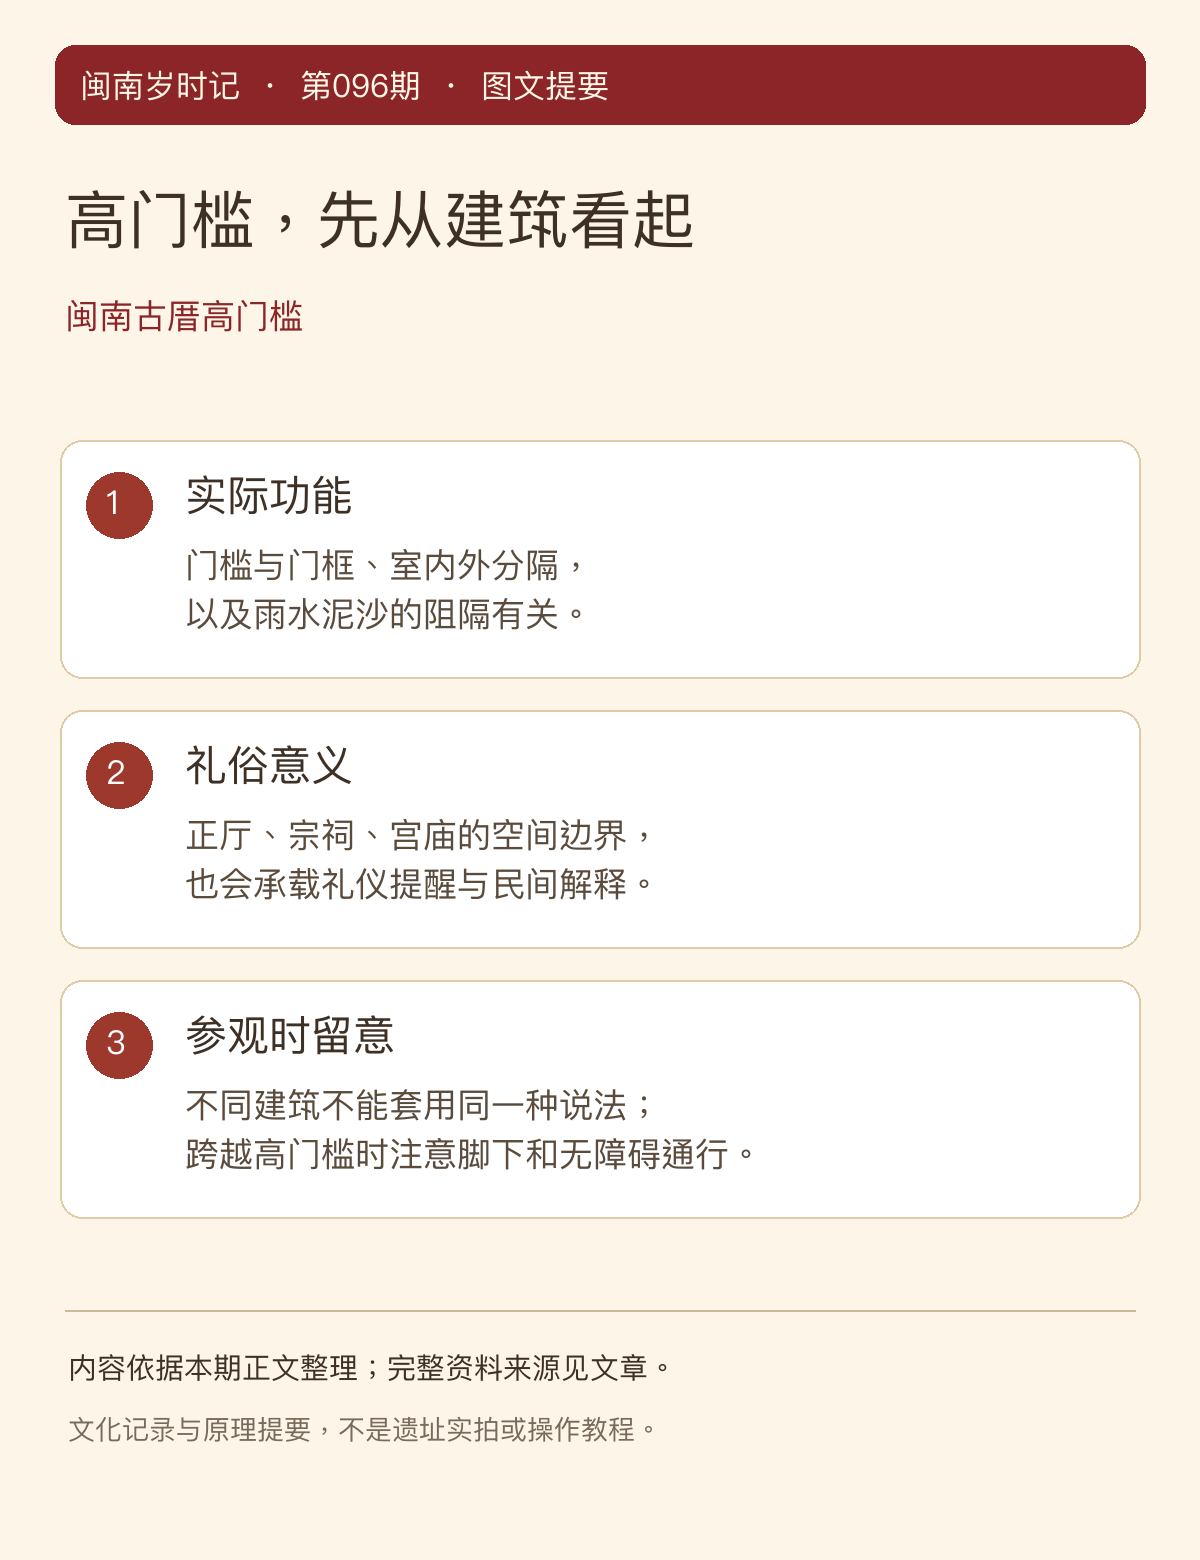 闽南岁时记 · 第096期 · 图文提要
高门槛，先从建筑看起
闽南古厝高门槛
1 实际功能
门槛与门框、室内外分隔，
以及雨水泥沙的阻隔有关。
2 礼俗意义
正厅、宗祠、宫庙的空间边界，
也会承载礼仪提醒与民间解释。
3 参观时留意
不同建筑不能套用同一种说法；
跨越高门槛时注意脚下和无障碍通行。
内容依据本期正文整理；完整资料来源见文章。
文化记录与原理提要，不是遗址实拍或操作教程。